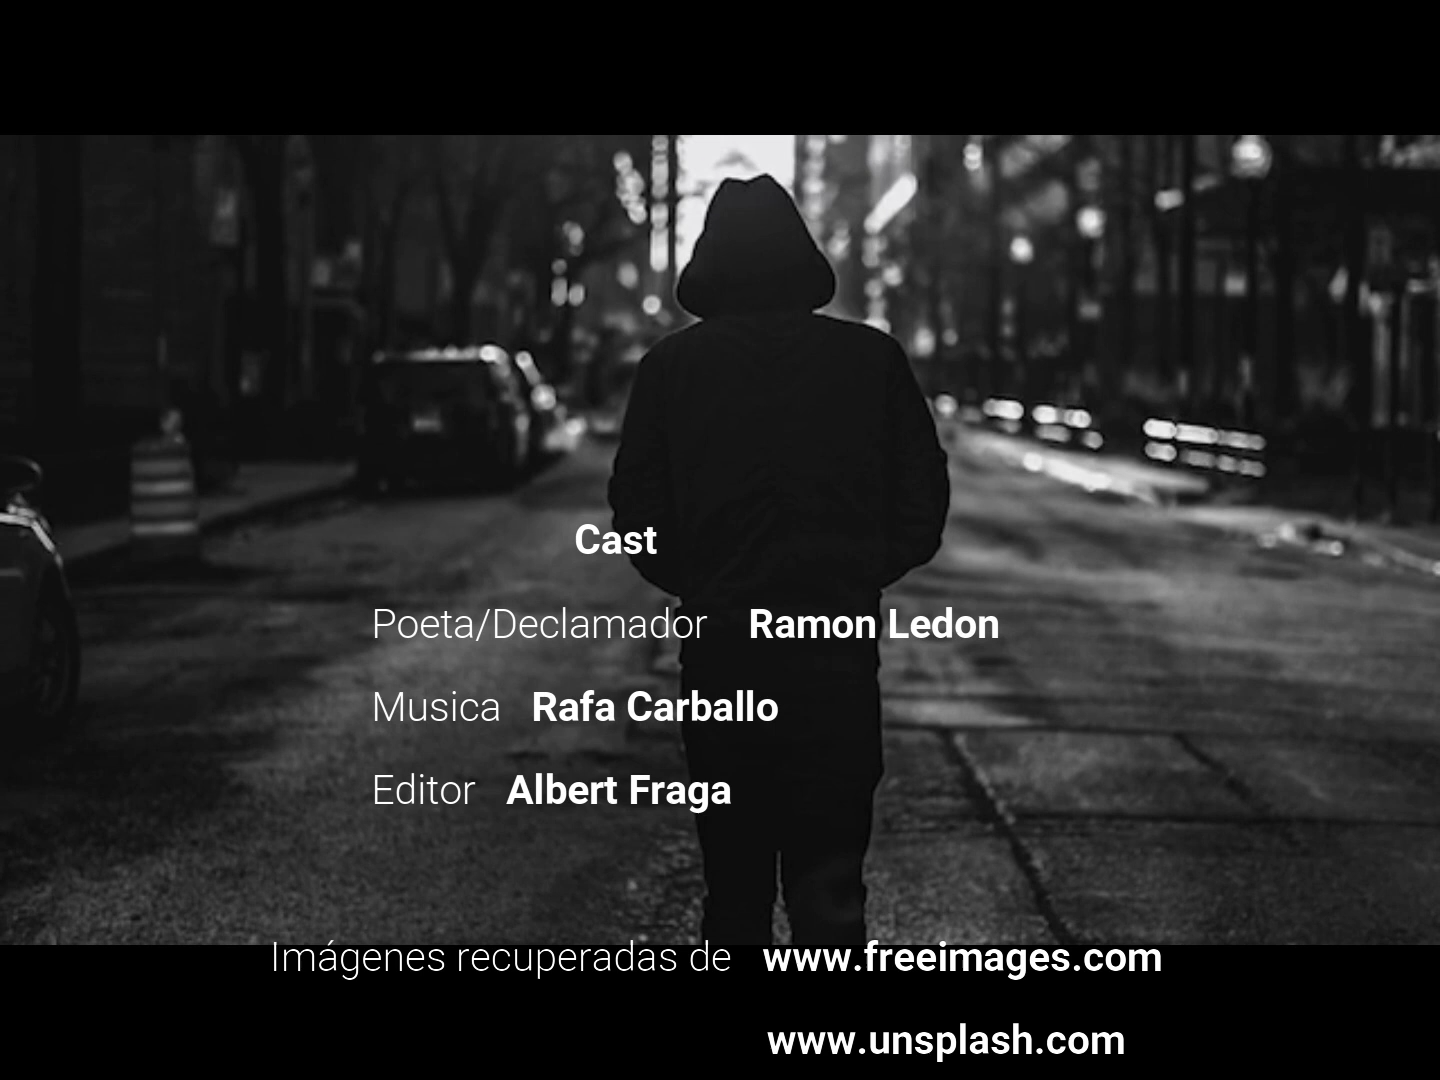 Cast
Poeta/Declamador Ramon Ledon
Musica Rafa Carballo
Editor Albert Fraga
Imágenes recuperadas de www.freeimages.com
www.unsplash.com